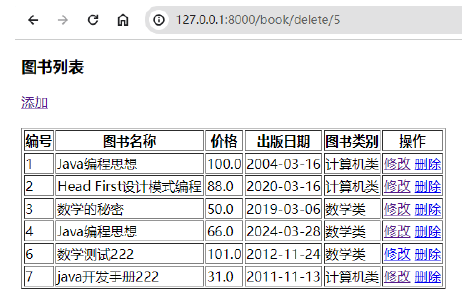 127.0.0.1:8000/book/delete/5
图书列表
添加
编号 图书名称 价格 出版日期 图书类别 操作
1 Java编程思想 100.0 2004-03-16 计算机类 修改 删除
2 Head First设计模式编程 88.0 2020-03-16 计算机类 修改 删除
3 数学的秘密 50.0 2019-03-06 数学类 修改 删除
4 Java编程思想 66.0 2024-03-28 数学类 修改 删除
6 数学测试222 101.0 2012-11-24 数学类 修改 删除
7 java开发手册222 31.0 2011-11-13 计算机类 修改 删除